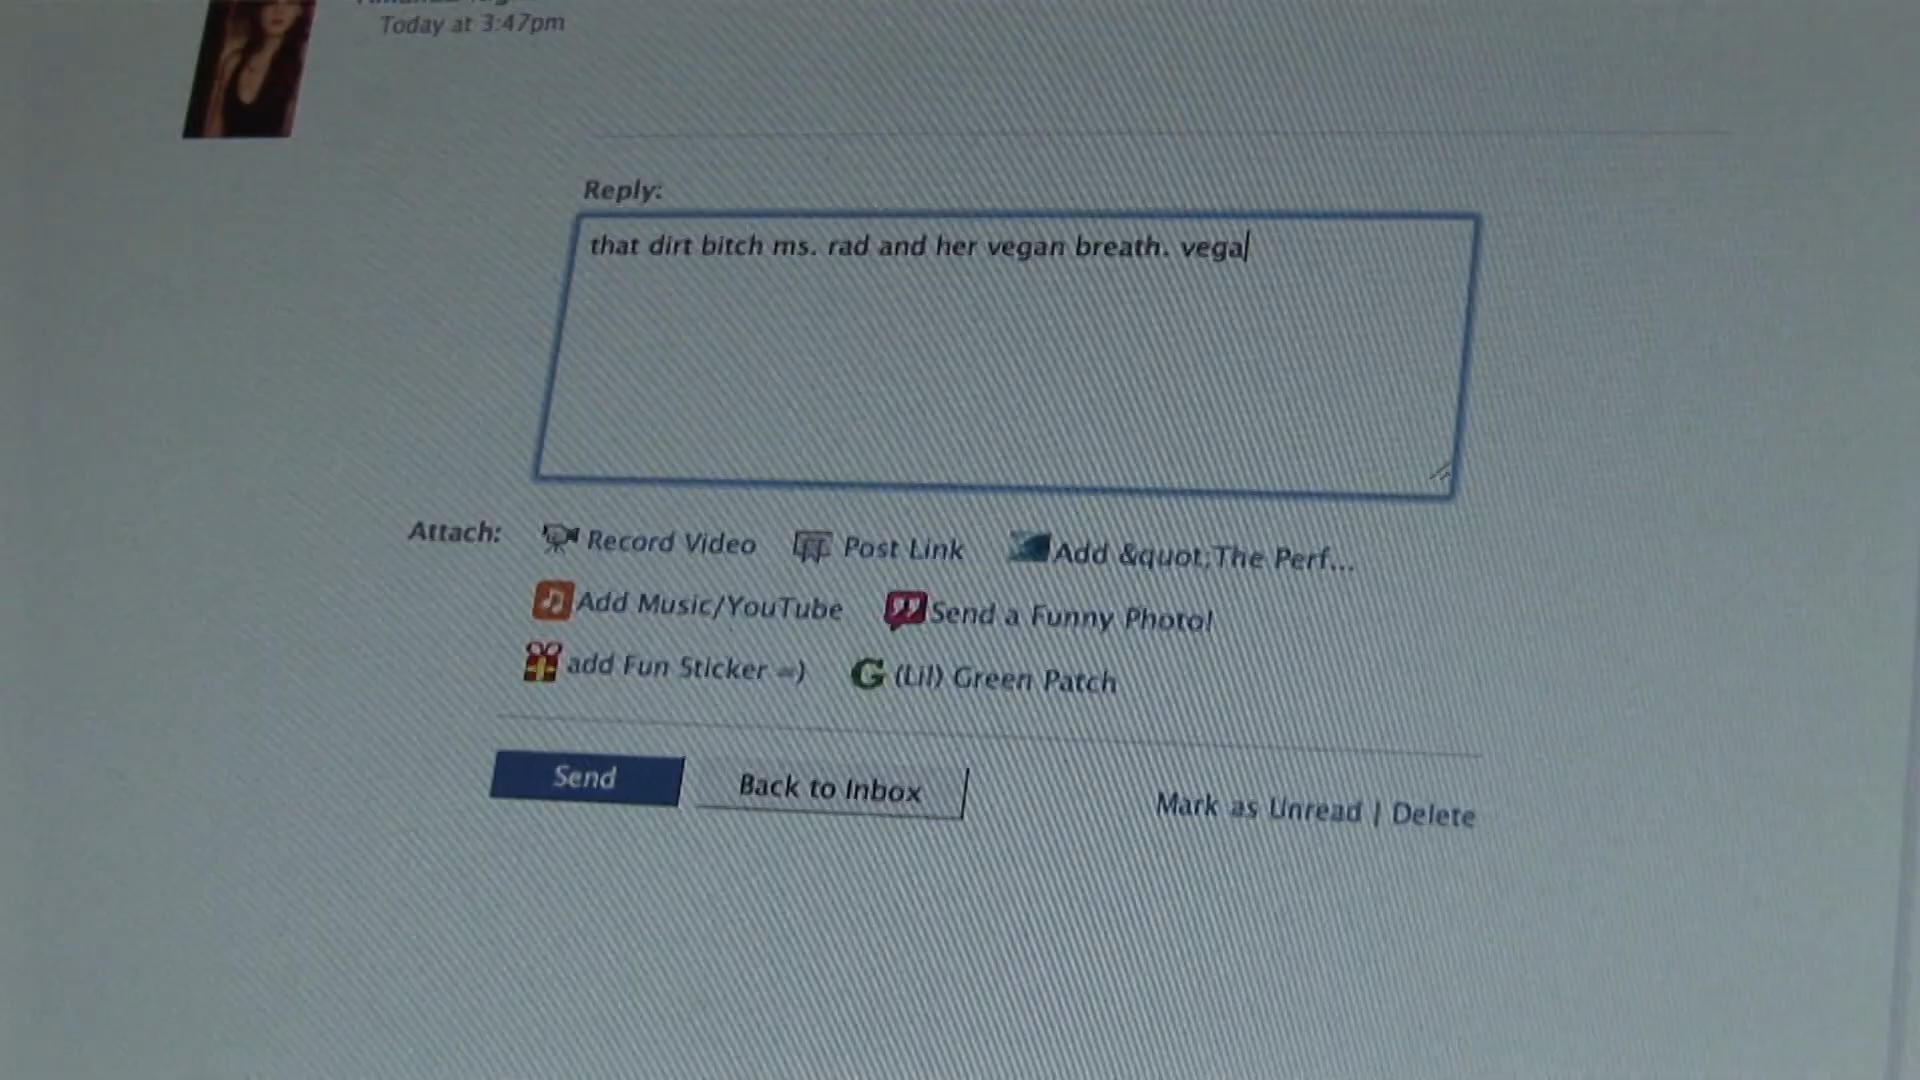 Today at 3:47pm
Reply:
that dirt bitch ms. rad and her vegan breath. vega
Attach: Record Video Post Link Add &quot;The Perf...
Add Music/YouTube Send a Funny Photo!
add Fun Sticker =) G (Lil) Green Patch
Send Back to Inbox Mark as Unread | Delete